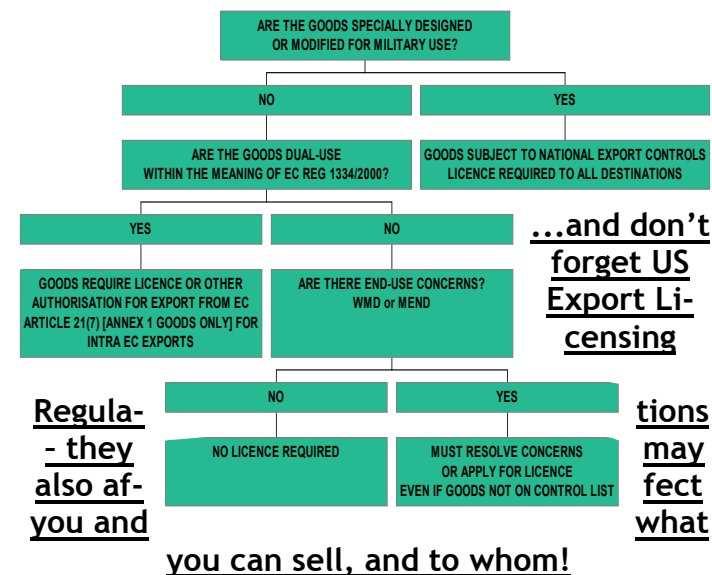 ARE THE GOODS SPECIALLY DESIGNED
OR MODIFIED FOR MILITARY USE?
NO
YES
ARE THE GOODS DUAL-USE
WITHIN THE MEANING OF EC REG 1334/2000?
GOODS SUBJECT TO NATIONAL EXPORT CONTROLS
LICENCE REQUIRED TO ALL DESTINATIONS
YES
NO
GOODS REQUIRE LICENCE OR OTHER
AUTHORISATION FOR EXPORT FROM EC
ARTICLE 21(7) [ANNEX 1 GOODS ONLY] FOR
INTRA EC EXPORTS
ARE THERE END-USE CONCERNS?
WMD or MEND
NO
YES
NO LICENCE REQUIRED
MUST RESOLVE CONCERNS
OR APPLY FOR LICENCE
EVEN IF GOODS NOT ON CONTROL LIST
...and don't
forget US
Export Li-
censing
Regula- tions
- they may
also af- fect
you and what
you can sell, and to whom!